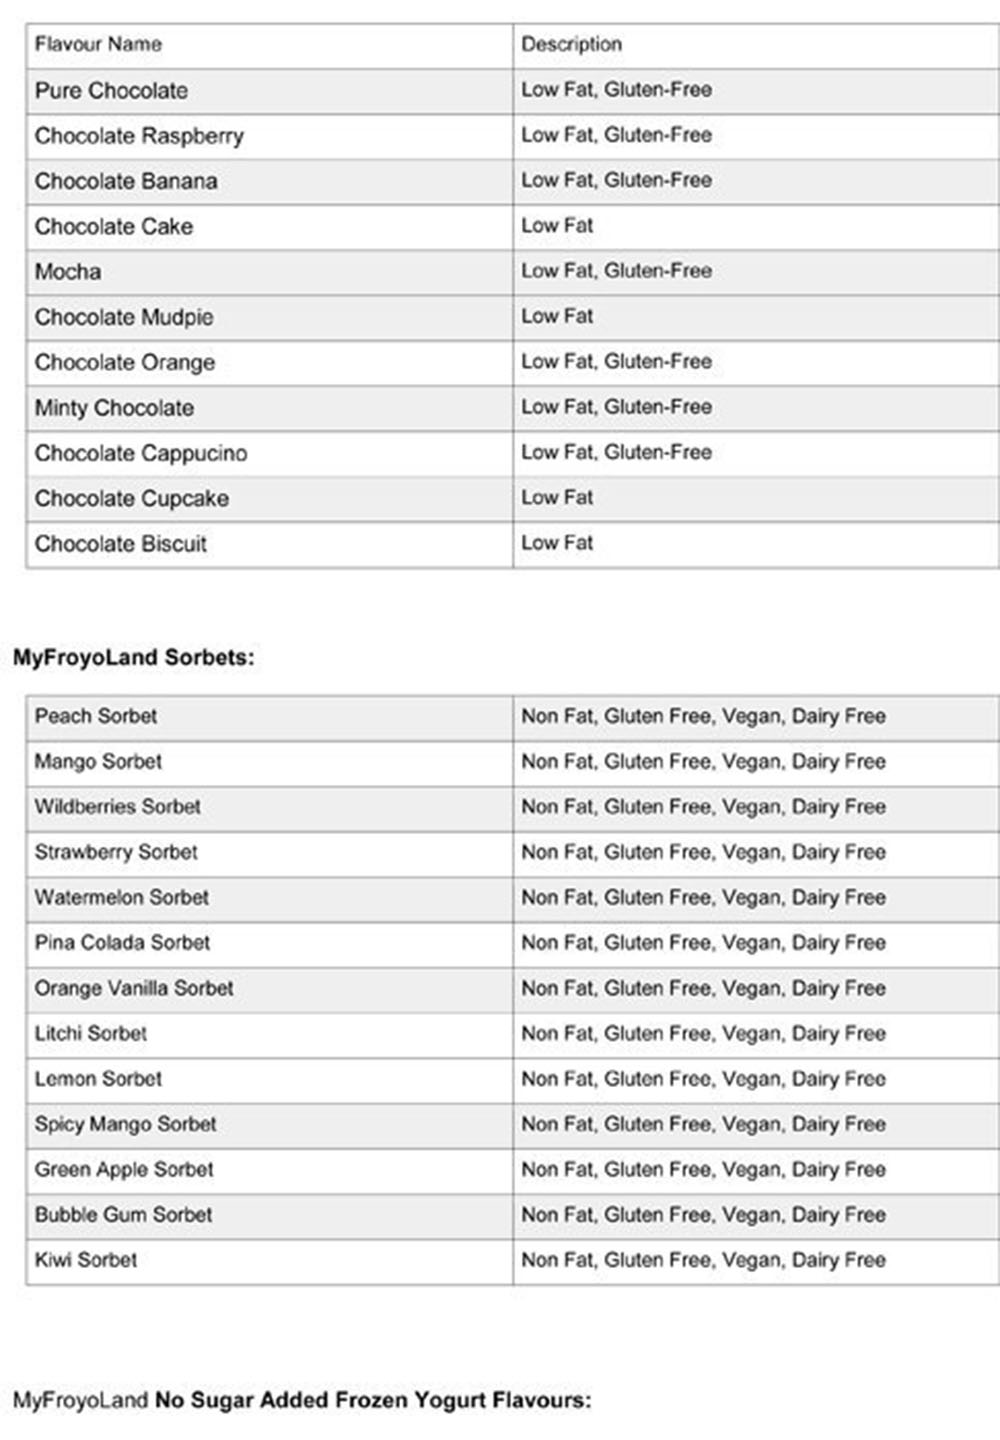 Flavour Name Description
Pure Chocolate Low Fat, Gluten-Free
Chocolate Raspberry Low Fat, Gluten-Free
Chocolate Banana Low Fat, Gluten-Free
Chocolate Cake Low Fat
Mocha Low Fat, Gluten-Free
Chocolate Mudpie Low Fat
Chocolate Orange Low Fat, Gluten-Free
Minty Chocolate Low Fat, Gluten-Free
Chocolate Cappucino Low Fat, Gluten-Free
Chocolate Cupcake Low Fat
Chocolate Biscuit Low Fat
MyFroyoLand Sorbets:
Peach Sorbet Non Fat, Gluten Free, Vegan, Dairy Free
Mango Sorbet Non Fat, Gluten Free, Vegan, Dairy Free
Wildberries Sorbet Non Fat, Gluten Free, Vegan, Dairy Free
Strawberry Sorbet Non Fat, Gluten Free, Vegan, Dairy Free
Watermelon Sorbet Non Fat, Gluten Free, Vegan, Dairy Free
Pina Colada Sorbet Non Fat, Gluten Free, Vegan, Dairy Free
Orange Vanilla Sorbet Non Fat, Gluten Free, Vegan, Dairy Free
Litchi Sorbet Non Fat, Gluten Free, Vegan, Dairy Free
Lemon Sorbet Non Fat, Gluten Free, Vegan, Dairy Free
Spicy Mango Sorbet Non Fat, Gluten Free, Vegan, Dairy Free
Green Apple Sorbet Non Fat, Gluten Free, Vegan, Dairy Free
Bubble Gum Sorbet Non Fat, Gluten Free, Vegan, Dairy Free
Kiwi Sorbet Non Fat, Gluten Free, Vegan, Dairy Free
MyFroyoLand No Sugar Added Frozen Yogurt Flavours: